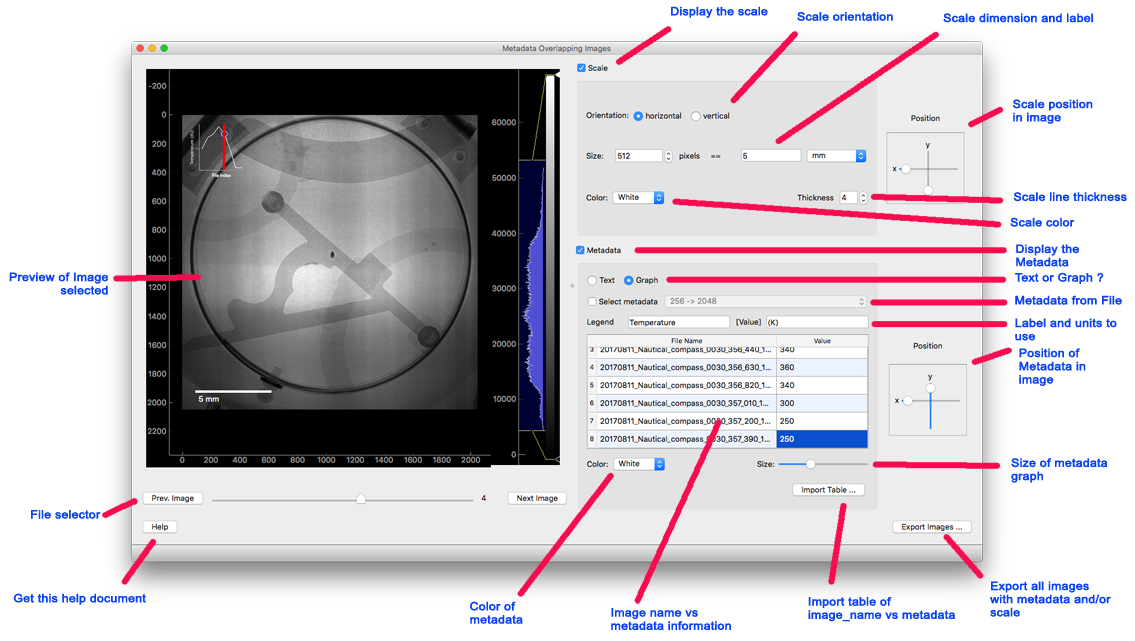 Display the scale
Scale orientation
Scale dimension and label
Metadata Overlapping Images
Scale
Orientation:
horizontal
vertical
Size:
512
pixels
==
5
mm
Color:
White
Thickness
4
Position
y
x
Scale position
in image
Scale line thickness
Scale color
-200
0
200
400
600
800
1000
1200
1400
1600
1800
2000
2200
0
200
400
600
800
1000
1200
1400
1600
1800
2000
File Index
5 mm
60000
50000
40000
30000
20000
10000
0
Preview of Image
selected
Metadata
Display the
Metadata
Text
Graph
Text or Graph ?
Select metadata
256 -> 2048
Metadata from File
Legend
Temperature
[Value]
(K)
Label and units to
use
File Name
Value
3 20170811_Nautical_compass_0030_356_440_1... 340
4 20170811_Nautical_compass_0030_356_630_1... 360
5 20170811_Nautical_compass_0030_356_820_1... 340
6 20170811_Nautical_compass_0030_357_010_1... 300
7 20170811_Nautical_compass_0030_357_200_1... 250
8 20170811_Nautical_compass_0030_357_390_1... 250
Position
y
x
Position of
Metadata in
image
Color:
White
Size:
Size of metadata
graph
Import Table ...
Prev. Image
4
Next Image
File selector
Help
Export Images ...
Get this help document
Color of
metadata
Image name vs
metadata information
Import table of
image_name vs metadata
Export all images
with metadata and/or
scale